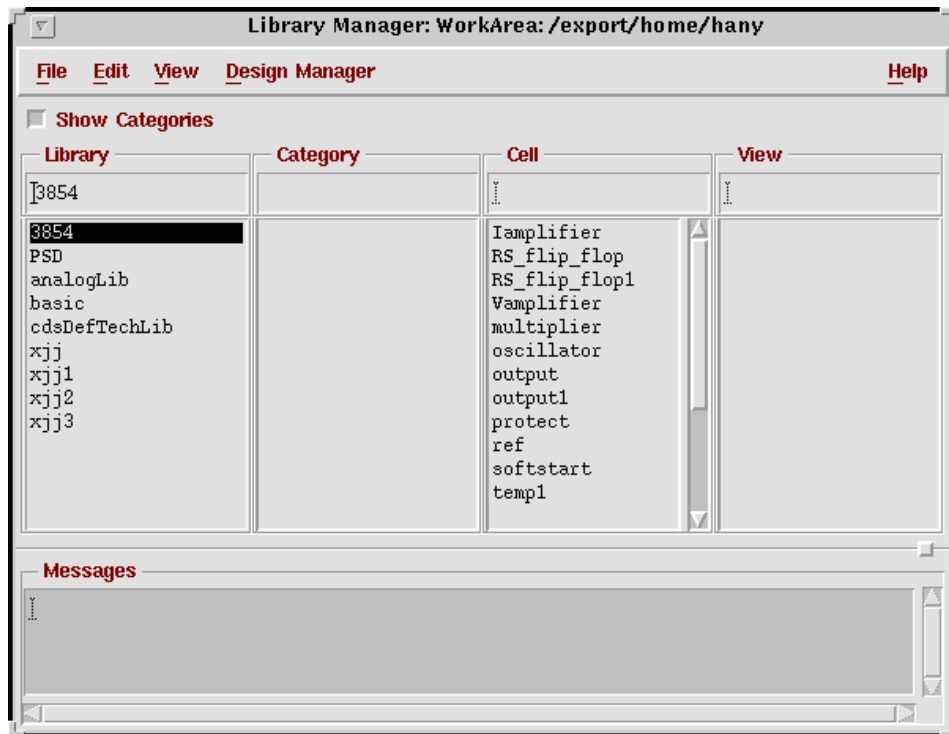 Library Manager: WorkArea: /export/home/hany
File Edit View Design Manager Help
Show Categories
Library Category Cell View
3854
3854
PSD
analogLib
basic
cdsDefTechLib
xjj
xjj1
xjj2
xjj3
Iamplifier
RS_flip_flop
RS_flip_flop1
Vamplifier
multiplier
oscillator
output
output1
protect
ref
softstart
temp1
Messages